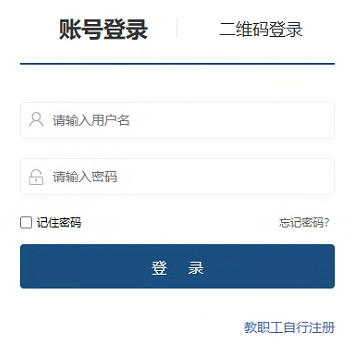 账号登录 二维码登录
请输入用户名
请输入密码
记住密码 忘记密码?
登 录
教职工自行注册